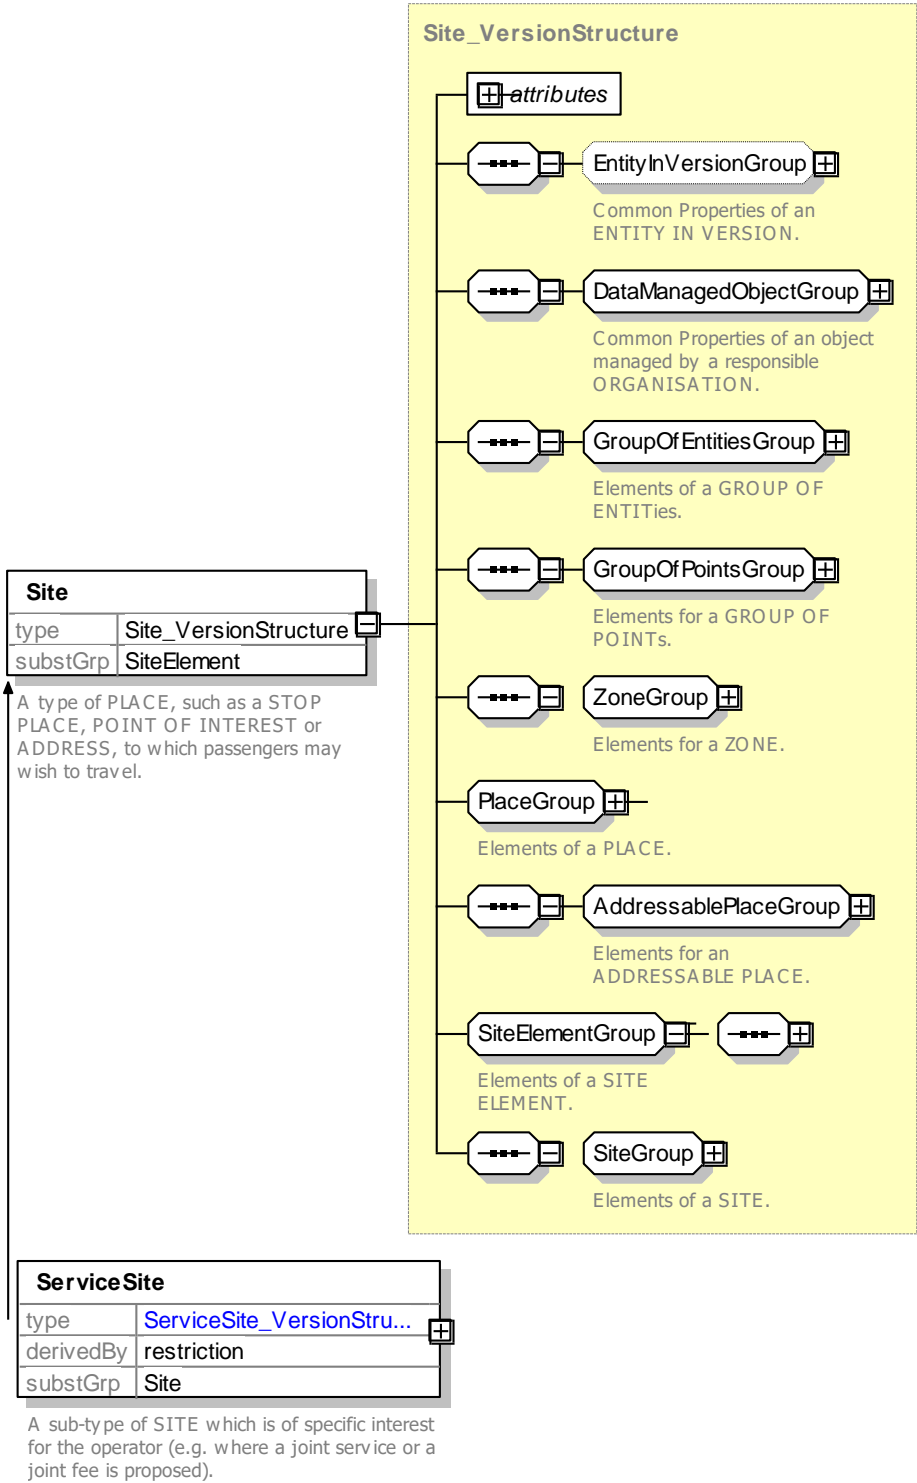 Site_VersionStructure
attributes
EntityInVersionGroup
Common Properties of an
ENTITY IN VERSION.
DataManagedObjectGroup
Common Properties of an object
managed by a responsible
ORGANISATION.
GroupOfEntitiesGroup
Elements of a GROUP OF
ENTITies.
GroupOfPointsGroup
Elements for a GROUP OF
POINTs.
ZoneGroup
Elements for a ZONE.
PlaceGroup
Elements of a PLACE.
AddressablePlaceGroup
Elements for an
ADDRESSABLE PLACE.
SiteElementGroup
Elements of a SITE
ELEMENT.
SiteGroup
Elements of a SITE.
Site
type Site_VersionStructure
substGrp SiteElement
A type of PLACE, such as a STOP
PLACE, POINT OF INTEREST or
ADDRESS, to which passengers may
wish to travel.
ServiceSite
type ServiceSite_VersionStru...
derivedBy restriction
substGrp Site
A sub-type of SITE which is of specific interest
for the operator (e.g. where a joint service or a
joint fee is proposed).